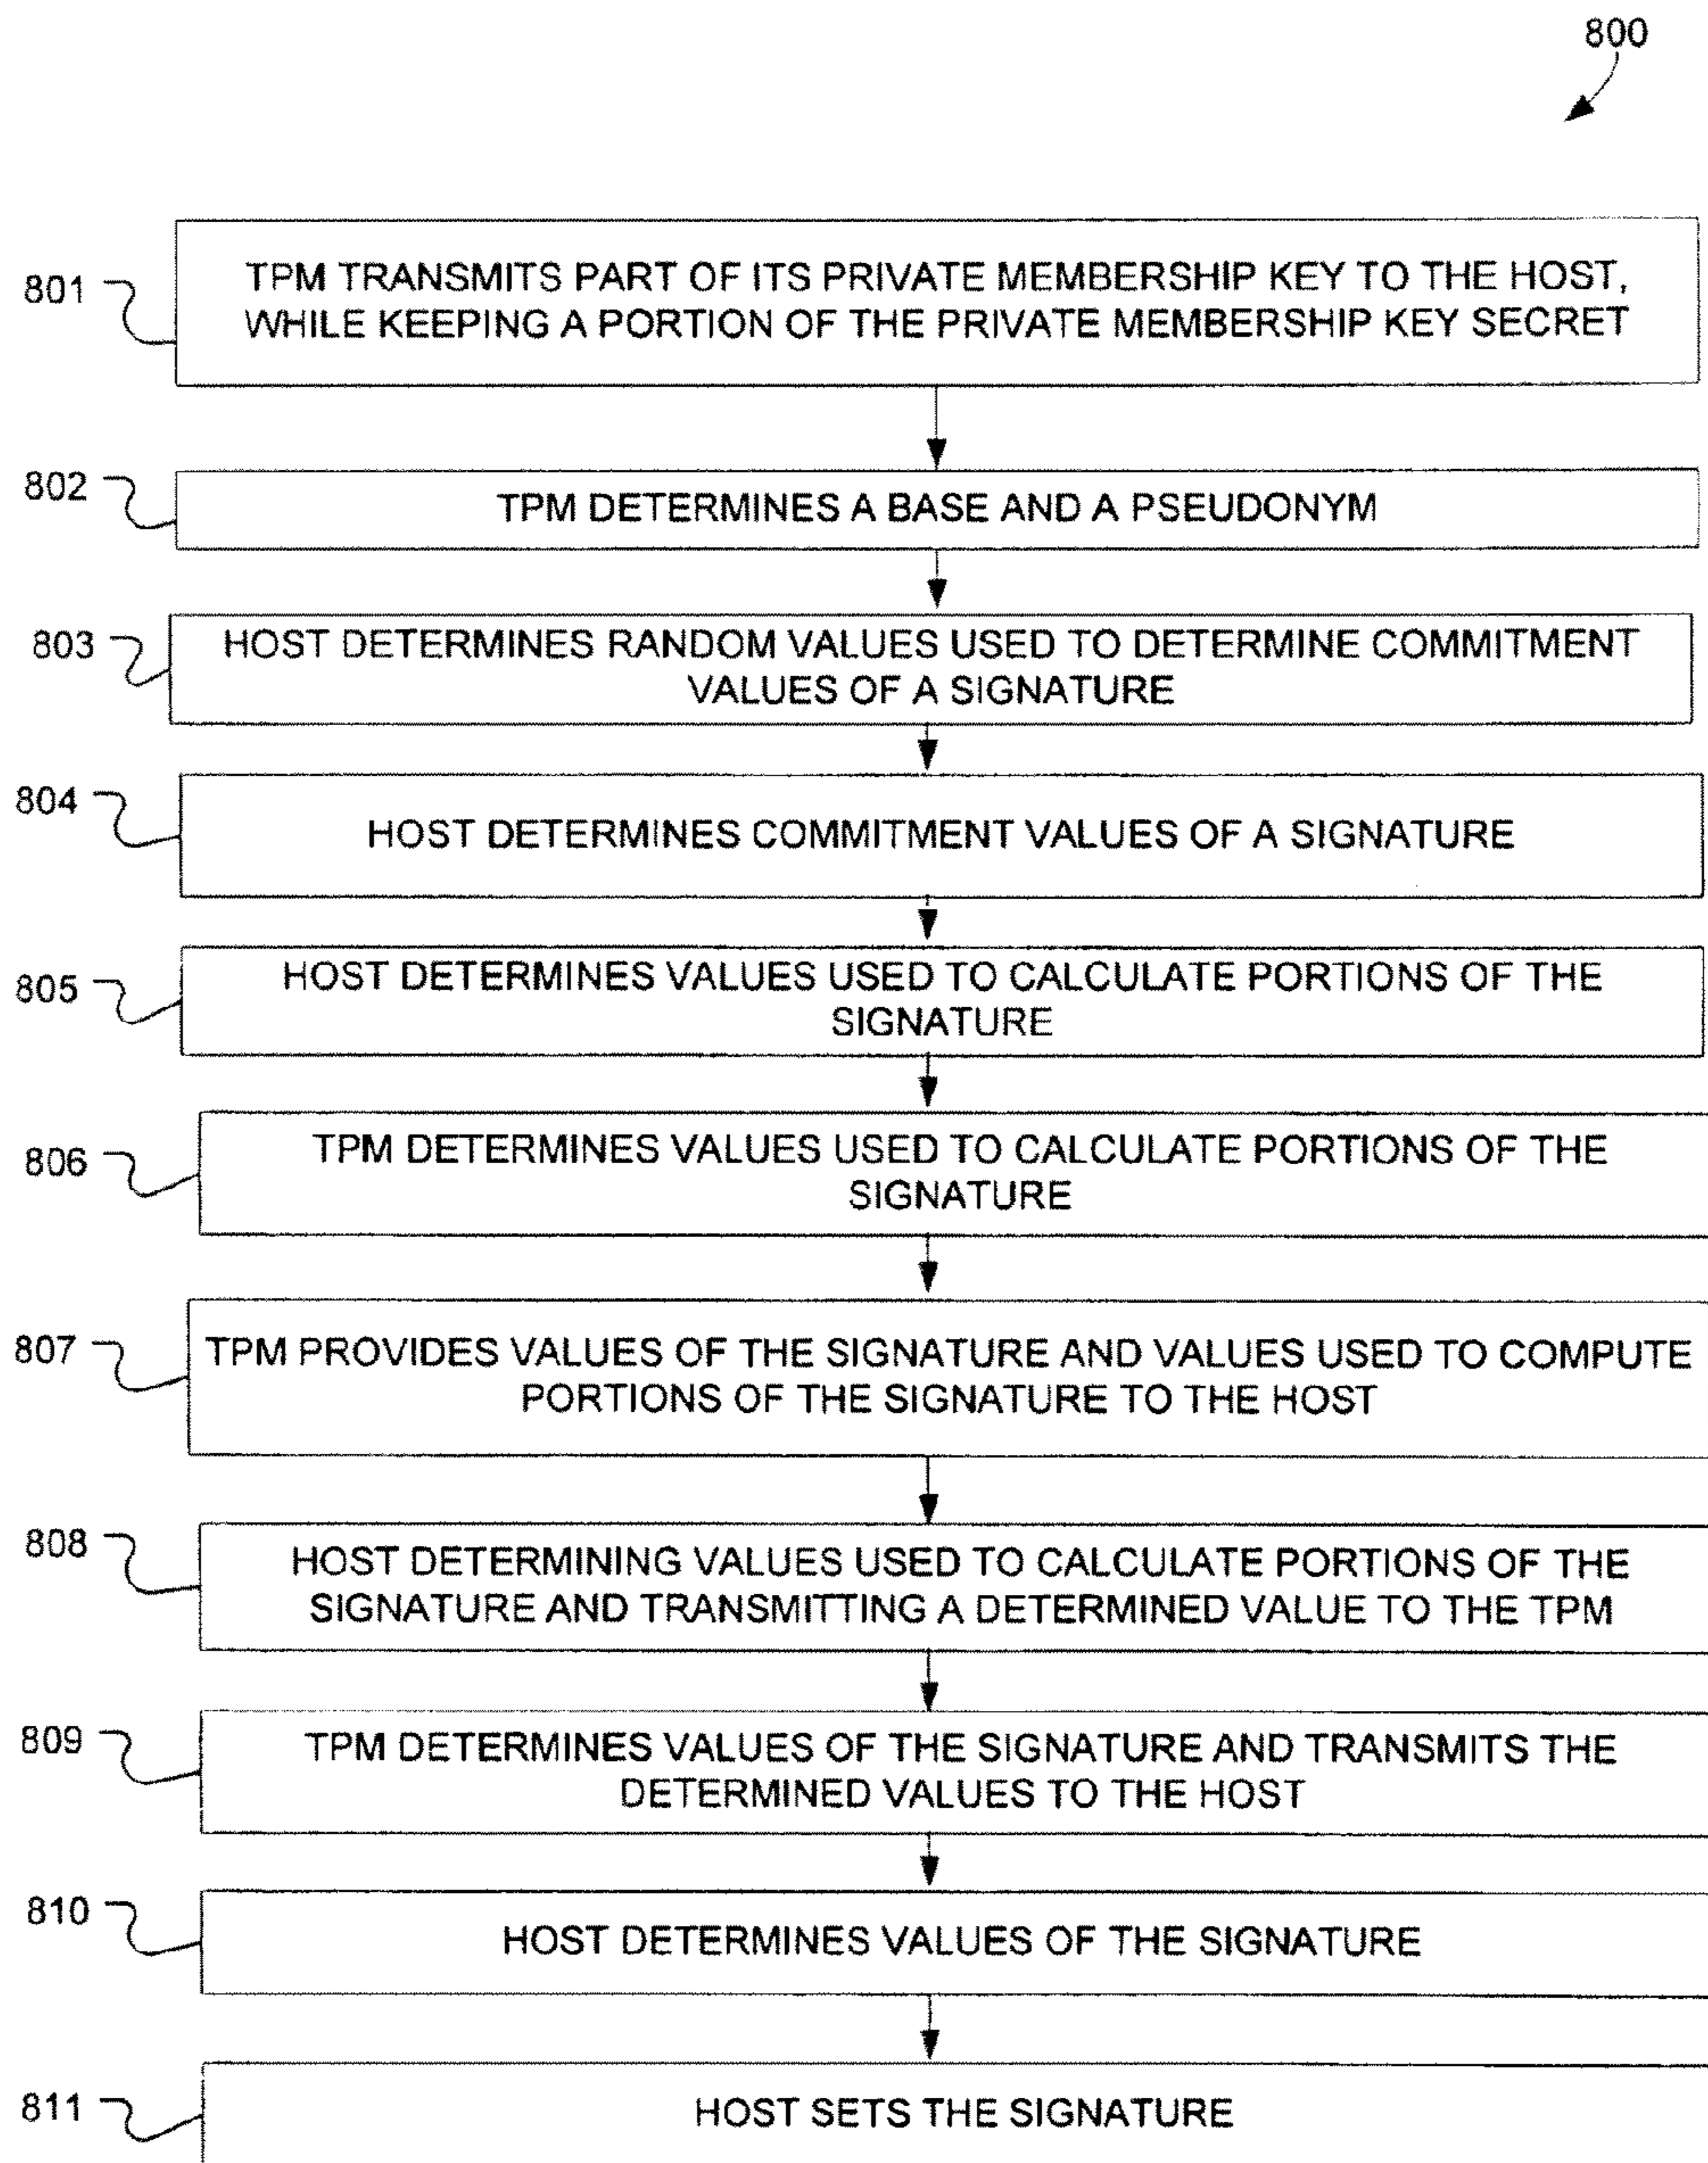 800
801
TPM TRANSMITS PART OF ITS PRIVATE MEMBERSHIP KEY TO THE HOST,
WHILE KEEPING A PORTION OF THE PRIVATE MEMBERSHIP KEY SECRET
802
TPM DETERMINES A BASE AND A PSEUDONYM
803
HOST DETERMINES RANDOM VALUES USED TO DETERMINE COMMITMENT
VALUES OF A SIGNATURE
804
HOST DETERMINES COMMITMENT VALUES OF A SIGNATURE
805
HOST DETERMINES VALUES USED TO CALCULATE PORTIONS OF THE
SIGNATURE
806
TPM DETERMINES VALUES USED TO CALCULATE PORTIONS OF THE
SIGNATURE
807
TPM PROVIDES VALUES OF THE SIGNATURE AND VALUES USED TO COMPUTE
PORTIONS OF THE SIGNATURE TO THE HOST
808
HOST DETERMINING VALUES USED TO CALCULATE PORTIONS OF THE
SIGNATURE AND TRANSMITTING A DETERMINED VALUE TO THE TPM
809
TPM DETERMINES VALUES OF THE SIGNATURE AND TRANSMITS THE
DETERMINED VALUES TO THE HOST
810
HOST DETERMINES VALUES OF THE SIGNATURE
811
HOST SETS THE SIGNATURE